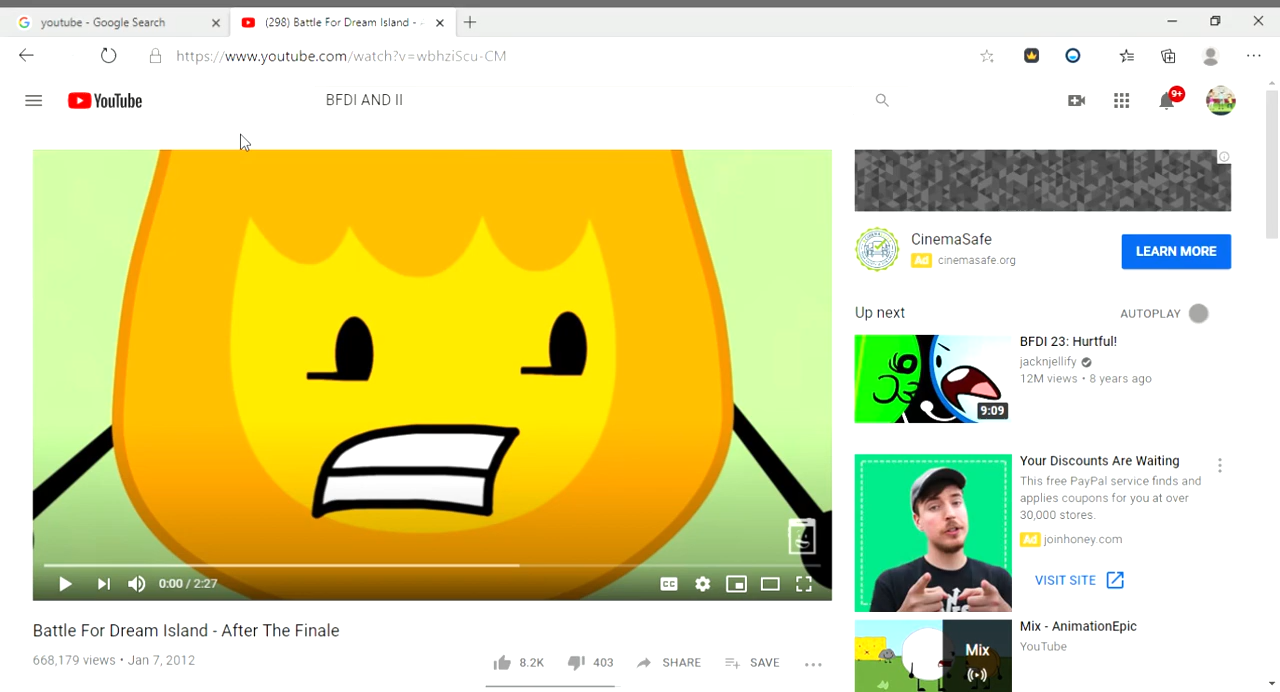 youtube - Google Search
(298) Battle For Dream Island -
https://www.youtube.com/watch?v=wbhziScu-CM
YouTube
BFDI AND II
9+
CinemaSafe
Ad cinemasafe.org
LEARN MORE
Up next
AUTOPLAY
BFDI 23: Hurtful!
jacknjellify
12M views • 8 years ago
9:09
Your Discounts Are Waiting
This free PayPal service finds and
applies coupons for you at over
30,000 stores.
Ad joinhoney.com
VISIT SITE
Mix - AnimationEpic
YouTube
Mix
0:00 / 2:27
CC
Battle For Dream Island - After The Finale
668,179 views • Jan 7, 2012
8.2K
403
SHARE
SAVE